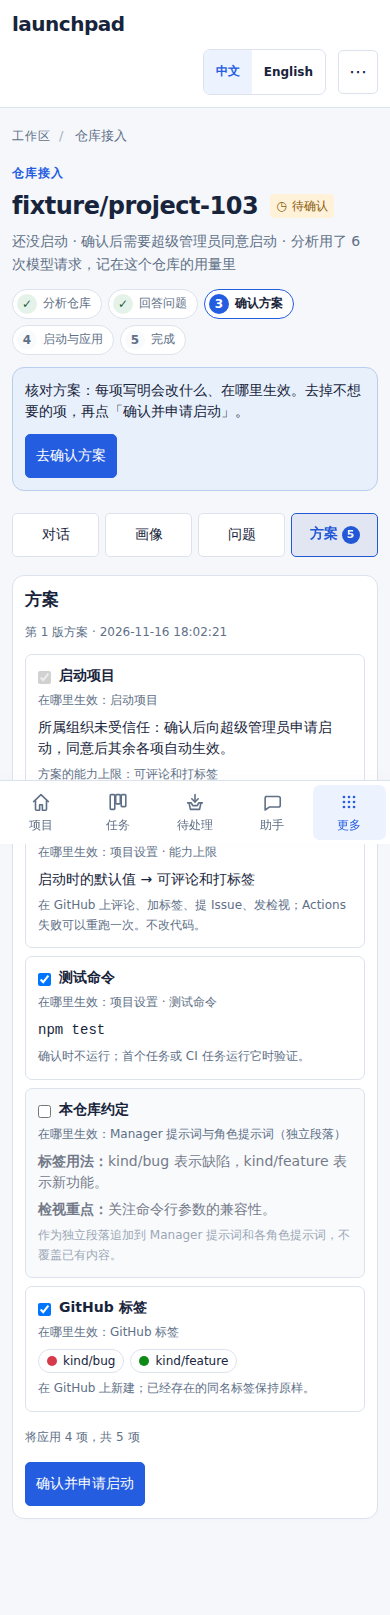 launchpad
中文 English ⋯
工作区 / 仓库接入
仓库接入
fixture/project-103 ◷ 待确认
还没启动 · 确认后需要超级管理员同意启动 · 分析用了 6
次模型请求，记在这个仓库的用量里
✓ 分析仓库 ✓ 回答问题 3 确认方案
4 启动与应用 5 完成
核对方案：每项写明会改什么、在哪里生效。去掉不想
要的项，再点「确认并申请启动」。
去确认方案
对话 画像 问题 方案 5
方案
第 1 版方案 · 2026-11-16 18:02:21
启动项目
在哪里生效：启动项目
所属组织未受信任：确认后向超级管理员申请启
动，同意后其余各项自动生效。
方案的能力上限：可评论和打标签
项目 任务 待处理 助手 更多
在哪里生效：项目设置 · 能力上限
启动时的默认值 → 可评论和打标签
在 GitHub 上评论、加标签、提 Issue、发检视；Actions
失败可以重跑一次。不改代码。
测试命令
在哪里生效：项目设置 · 测试命令
npm test
确认时不运行；首个任务或 CI 任务运行它时验证。
本仓库约定
在哪里生效：Manager 提示词与角色提示词（独立段落）
标签用法：kind/bug 表示缺陷，kind/feature 表
示新功能。
检视重点：关注命令行参数的兼容性。
作为独立段落追加到 Manager 提示词和各角色提示词，不
覆盖已有内容。
GitHub 标签
在哪里生效：GitHub 标签
kind/bug kind/feature
在 GitHub 上新建；已经存在的同名标签保持原样。
将应用 4 项，共 5 项
确认并申请启动